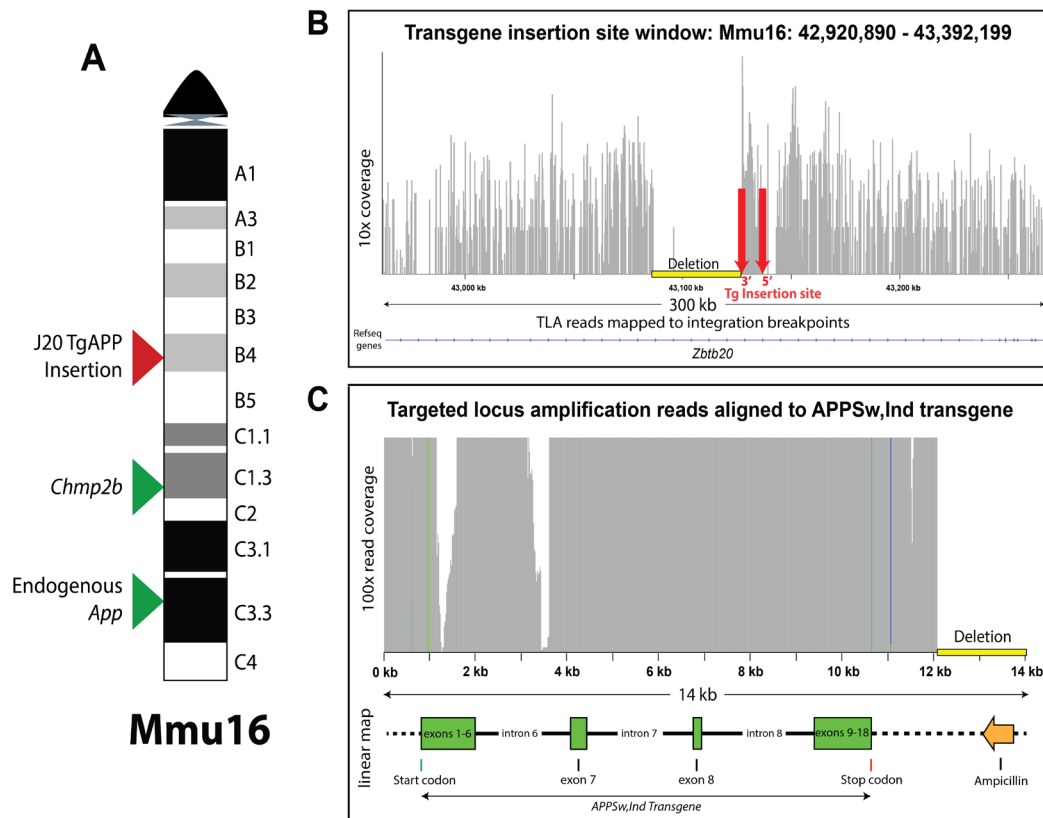 A
A1
A3
B1
B2
B3
J20 TgAPP
Insertion
B4
B5
C1.1
Chmp2b
C1.3
C2
C3.1
Endogenous
App
C3.3
C4
Mmu16
B
Transgene insertion site window: Mmu16: 42,920,890 - 43,392,199
10x coverage
Deletion
3’ 5’
Tg Insertion site
43,000 kb 43,100 kb 43,200 kb
300 kb
TLA reads mapped to integration breakpoints
Refseq
genes
Zbtb20
C
Targeted locus amplification reads aligned to APPSw,Ind transgene
100x read coverage
Deletion
0 kb 2 kb 4 kb 6 kb 8 kb 10 kb 12 kb 14 kb
14 kb
linear map
exons 1-6 intron 6 intron 7 intron 8 exons 9-18
Start codon exon 7 exon 8 Stop codon Ampicillin
APPSw,Ind Transgene